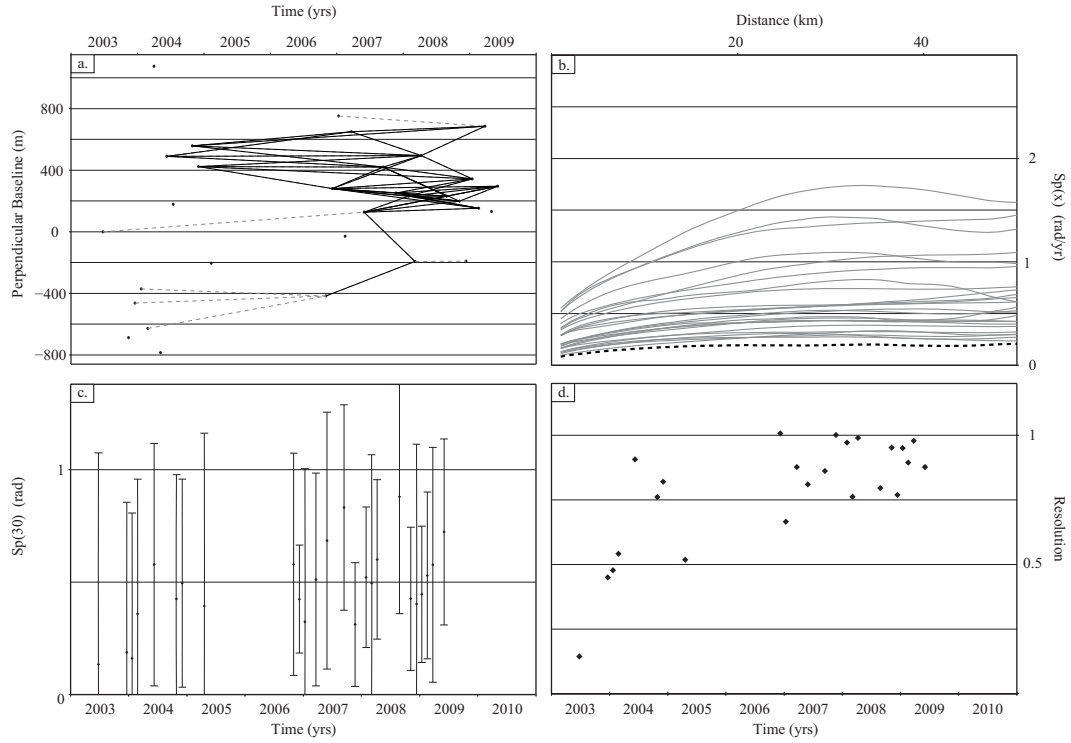 Time (yrs)
2003 2004 2005 2006 2007 2008 2009
a.
Perpendicular Baseline (m)
800
400
0
−400
−800
Distance (km)
20 40
b.
2
1
0
Sp(x) (rad/yr)
c.
Sp(30) (rad)
1
0
2003 2004 2005 2006 2007 2008 2009 2010
Time (yrs)
d.
1
0.5
Resolution
2003 2004 2005 2006 2007 2008 2009 2010
Time (yrs)